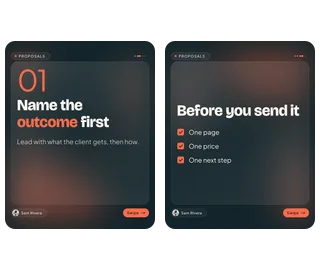 PROPOSALS
01
Name the
outcome first
Lead with what the client gets, then how.
Sam Rivera
Swipe →
PROPOSALS
Before you send it
One page
One price
One next step
Sam Rivera
Swipe →